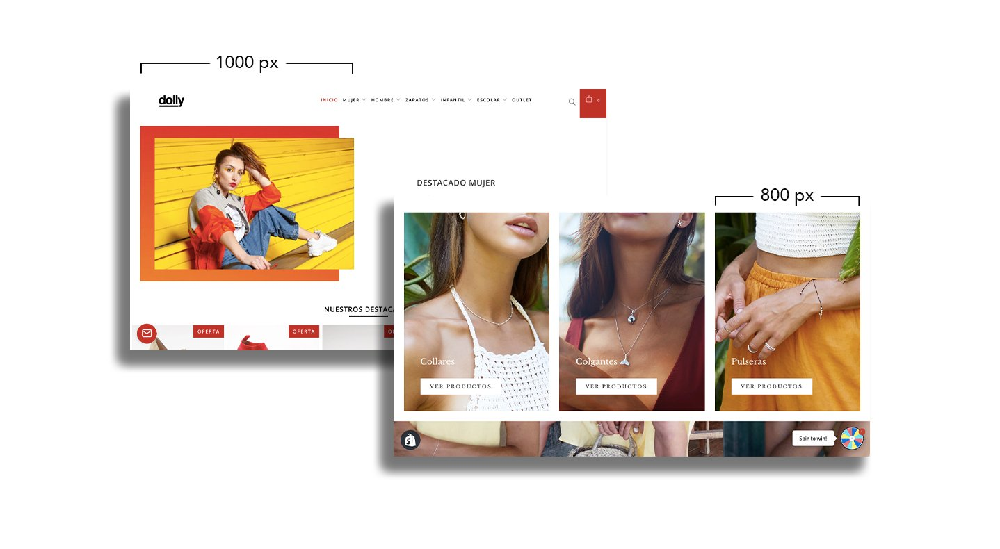 1000 px
dolly
INICIO MUJER HOMBRE ZAPATOS INFANTIL ESCOLAR OUTLET
0
DESTACADO MUJER
800 px
NUESTROS DESTACA
OFERTA
OFERTA
Collares
Colgantes
Pulseras
VER PRODUCTOS
VER PRODUCTOS
VER PRODUCTOS
Spin to win!
1